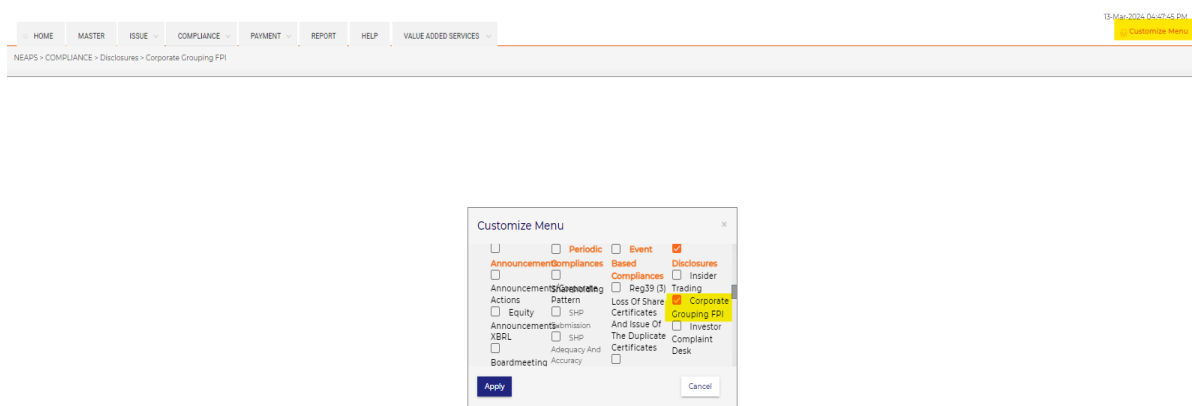 13-Mar-2024 04:47:45 PM
Customize Menu
HOME MASTER ISSUE COMPLIANCE PAYMENT REPORT HELP VALUE ADDED SERVICES
NEAPS > COMPLIANCE > Disclosures > Corporate Grouping FPI
Customize Menu
Announcements
Announcements/Corporate
Actions
Equity
Announcements
XBRL
Boardmeeting
Periodic
Compliances
Shareholding
Pattern
SHP
Submission
SHP
Adequacy And
Accuracy
Event
Based
Compliances
Reg39 (3)
Loss Of Share
Certificates
And Issue Of
The Duplicate
Certificates
Disclosures
Insider
Trading
Corporate
Grouping FPI
Investor
Complaint
Desk
Apply Cancel